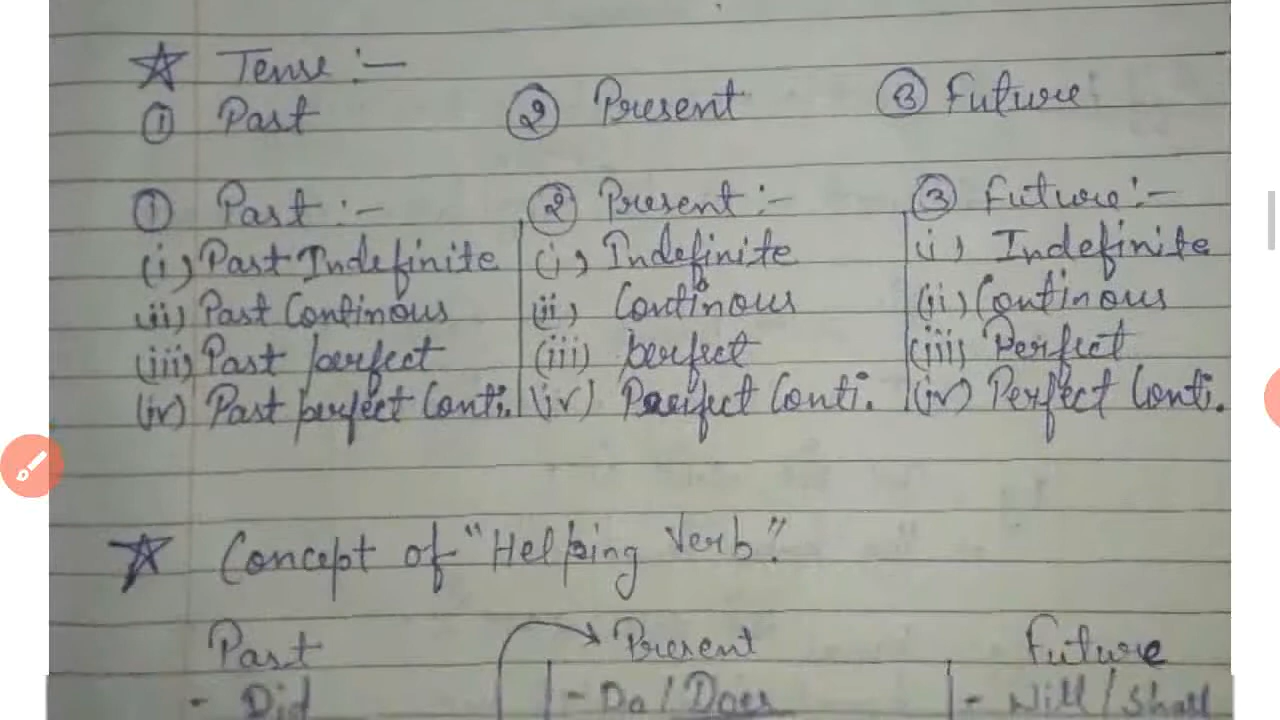 ☆ Tense :-
① Past ② Present ③ Future
① Past :- ② Present :- ③ Future :-
(i) Past Indefinite (i) Indefinite (i) Indefinite
(ii) Past Continous (ii) Continous (ii) Continous
(iii) Past perfect (iii) perfect (iii) Perfect
(iv) Past perfect Conti. (iv) Perfect Conti. (iv) Perfect Conti.
☆ Concept of "Helping Verb"
Past Present Future
- Did - Do/Does - Will/Shall